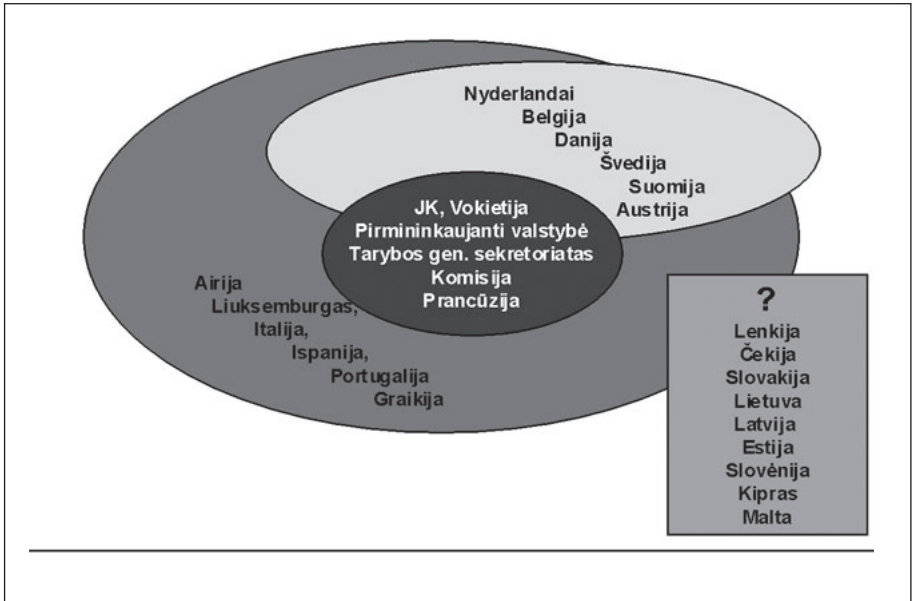 Nyderlandai
Belgija
Danija
Švedija
Suomija
Austrija
JK, Vokietija
Pirmininkaujanti valstybė
Tarybos gen. sekretoriatas
Komisija
Prancūzija
Airija
Liuksemburgas,
Italija,
Ispanija,
Portugalija
Graikija
?
Lenkija
Čekija
Slovakija
Lietuva
Latvija
Estija
Slovėnija
Kipras
Malta